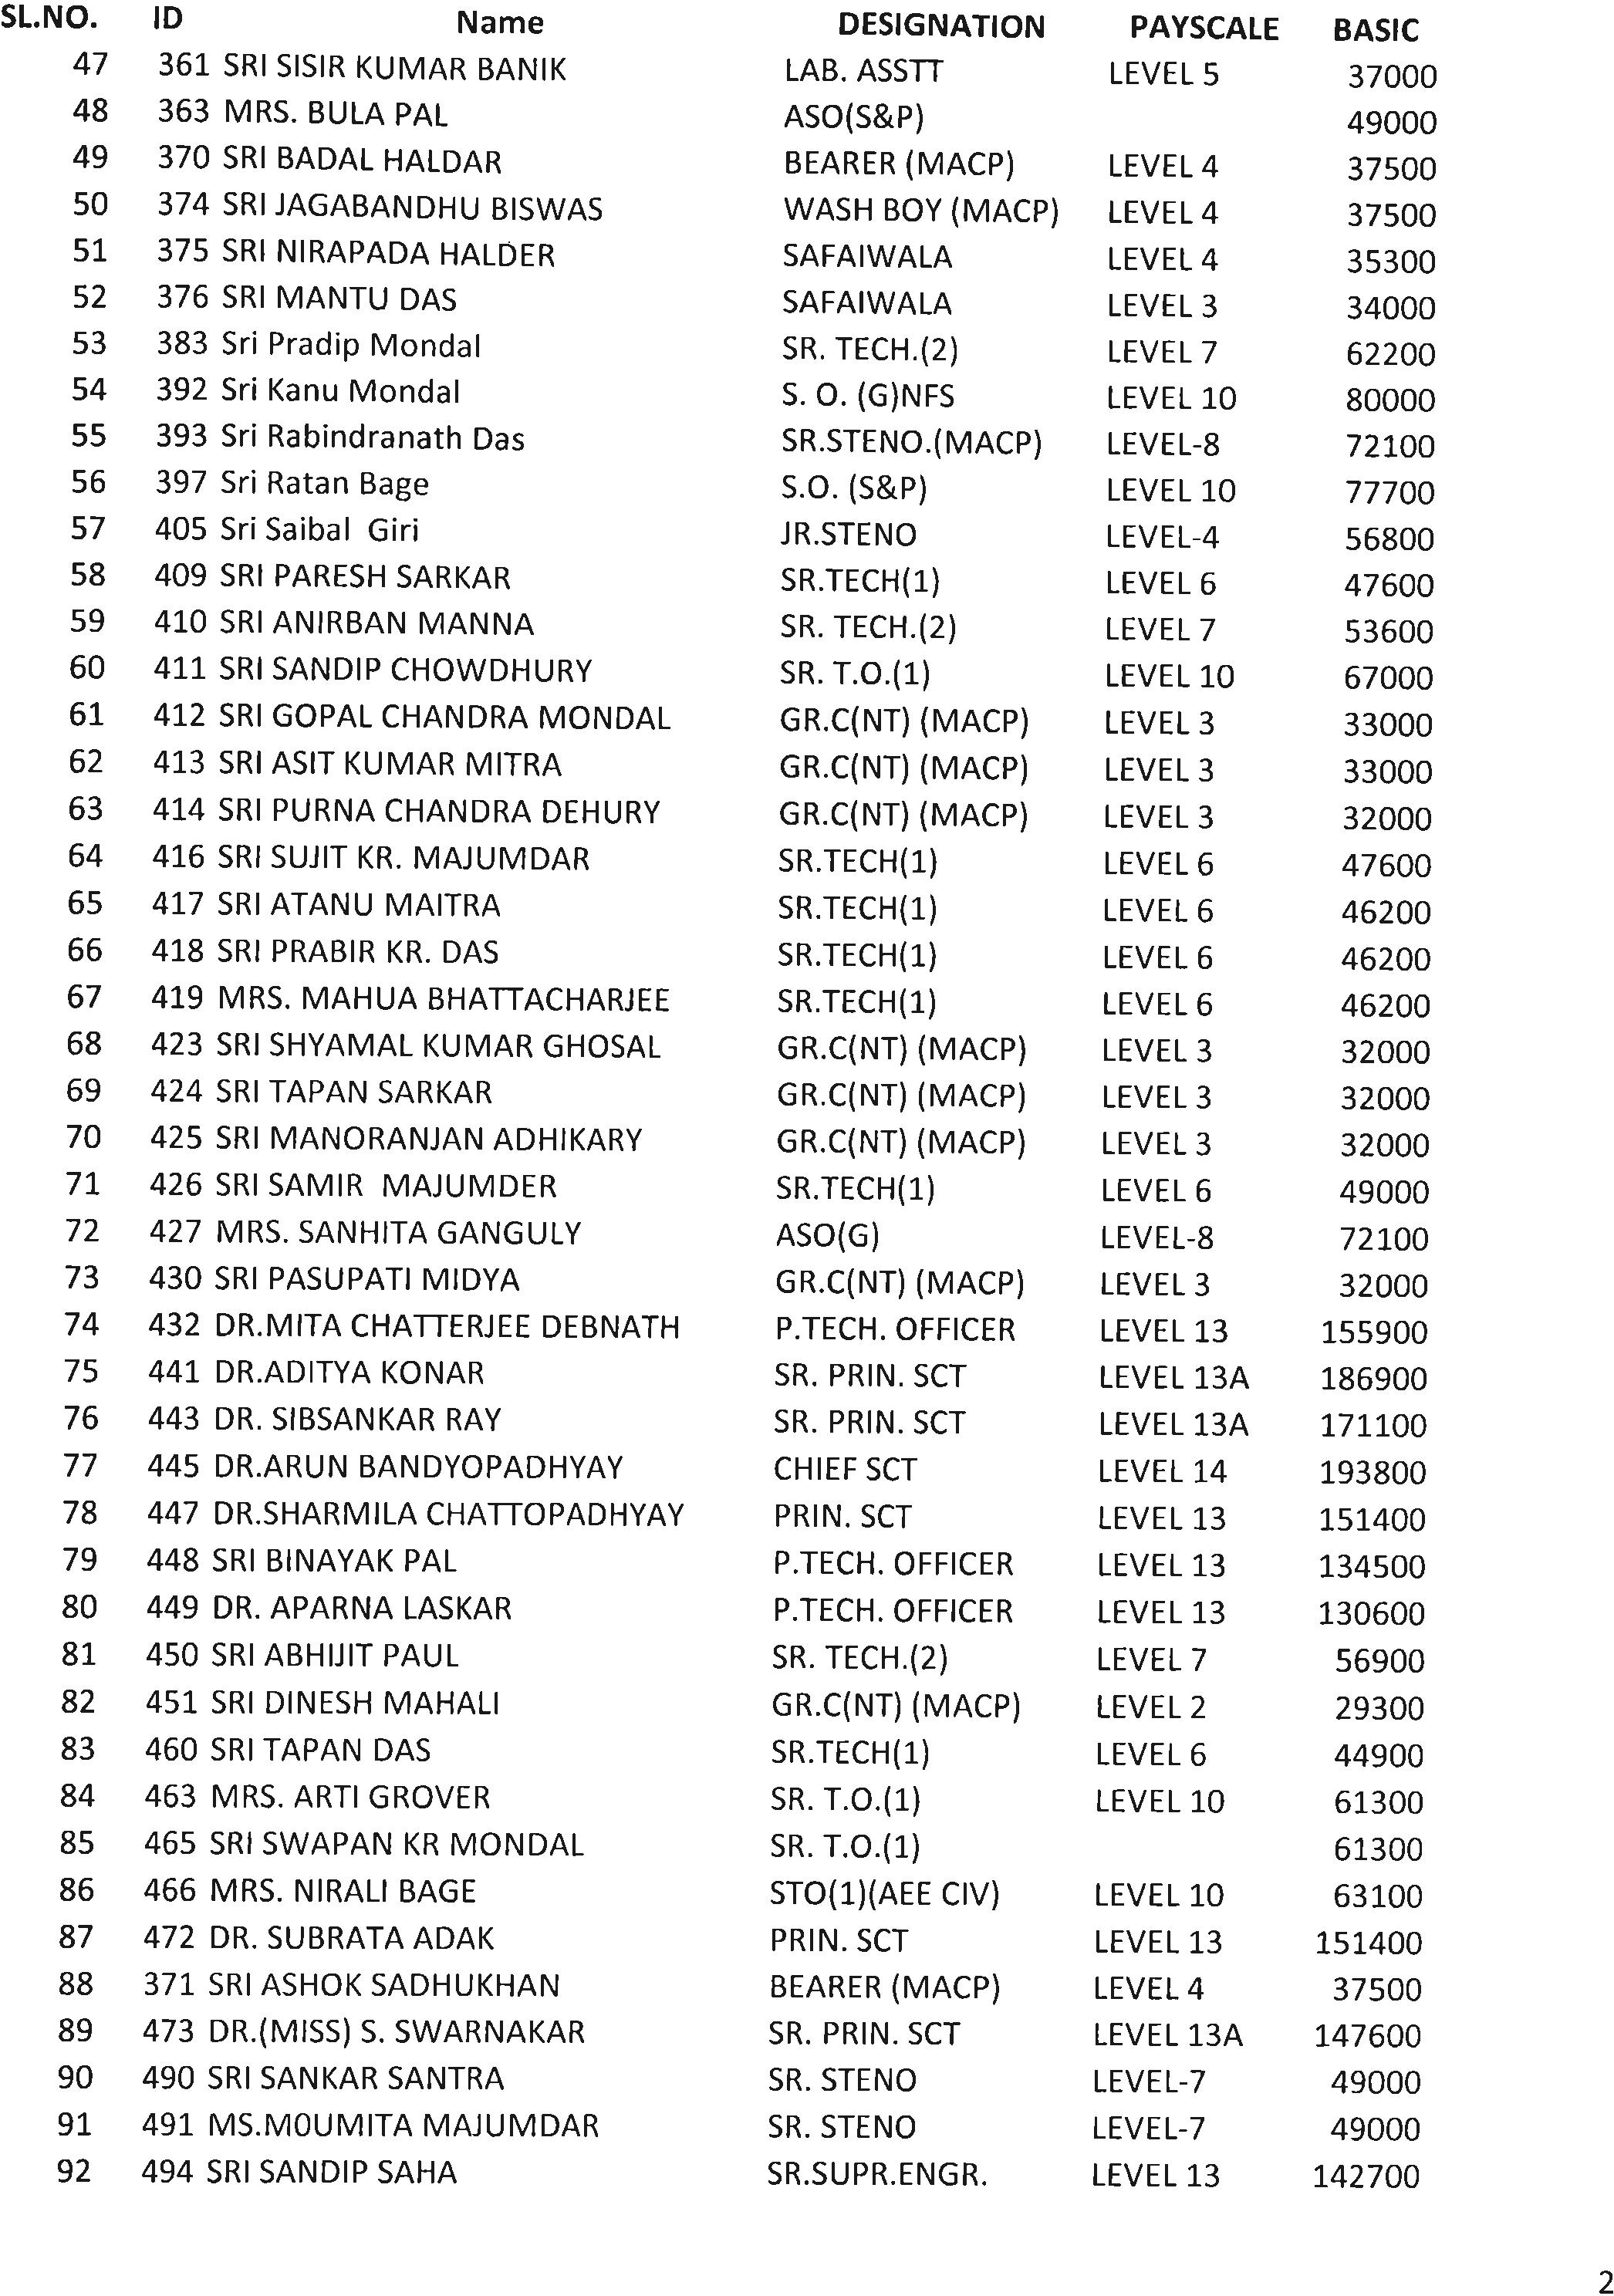 SL.NO. ID Name DESIGNATION PAYSCALE BASIC
47 361 SRI SISIR KUMAR BANIK LAB. ASSTT LEVEL 5 37000
48 363 MRS. BULA PAL ASO(S&P) 49000
49 370 SRI BADAL HALDAR BEARER (MACP) LEVEL 4 37500
50 374 SRI JAGABANDHU BISWAS WASH BOY (MACP) LEVEL 4 37500
51 375 SRI NIRAPADA HALDER SAFAIWALA LEVEL 4 35300
52 376 SRI MANTU DAS SAFAIWALA LEVEL 3 34000
53 383 Sri Pradip Mondal SR. TECH.(2) LEVEL 7 62200
54 392 Sri Kanu Mondal S. O. (G)NFS LEVEL 10 80000
55 393 Sri Rabindranath Das SR.STENO.(MACP) LEVEL-8 72100
56 397 Sri Ratan Bage S.O. (S&P) LEVEL 10 77700
57 405 Sri Saibal Giri JR.STENO LEVEL-4 56800
58 409 SRI PARESH SARKAR SR.TECH(1) LEVEL 6 47600
59 410 SRI ANIRBAN MANNA SR. TECH.(2) LEVEL 7 53600
60 411 SRI SANDIP CHOWDHURY SR. T.O.(1) LEVEL 10 67000
61 412 SRI GOPAL CHANDRA MONDAL GR.C(NT) (MACP) LEVEL 3 33000
62 413 SRI ASIT KUMAR MITRA GR.C(NT) (MACP) LEVEL 3 33000
63 414 SRI PURNA CHANDRA DEHURY GR.C(NT) (MACP) LEVEL 3 32000
64 416 SRI SUJIT KR. MAJUMDAR SR.TECH(1) LEVEL 6 47600
65 417 SRI ATANU MAITRA SR.TECH(1) LEVEL 6 46200
66 418 SRI PRABIR KR. DAS SR.TECH(1) LEVEL 6 46200
67 419 MRS. MAHUA BHATTACHARJEE SR.TECH(1) LEVEL 6 46200
68 423 SRI SHYAMAL KUMAR GHOSAL GR.C(NT) (MACP) LEVEL 3 32000
69 424 SRI TAPAN SARKAR GR.C(NT) (MACP) LEVEL 3 32000
70 425 SRI MANORANJAN ADHIKARY GR.C(NT) (MACP) LEVEL 3 32000
71 426 SRI SAMIR MAJUMDER SR.TECH(1) LEVEL 6 49000
72 427 MRS. SANHITA GANGULY ASO(G) LEVEL-8 72100
73 430 SRI PASUPATI MIDYA GR.C(NT) (MACP) LEVEL 3 32000
74 432 DR.MITA CHATTERJEE DEBNATH P.TECH. OFFICER LEVEL 13 155900
75 441 DR.ADITYA KONAR SR. PRIN. SCT LEVEL 13A 186900
76 443 DR. SIBSANKAR RAY SR. PRIN. SCT LEVEL 13A 171100
77 445 DR.ARUN BANDYOPADHYAY CHIEF SCT LEVEL 14 193800
78 447 DR.SHARMILA CHATTOPADHYAY PRIN. SCT LEVEL 13 151400
79 448 SRI BINAYAK PAL P.TECH. OFFICER LEVEL 13 134500
80 449 DR. APARNA LASKAR P.TECH. OFFICER LEVEL 13 130600
81 450 SRI ABHIJIT PAUL SR. TECH.(2) LEVEL 7 56900
82 451 SRI DINESH MAHALI GR.C(NT) (MACP) LEVEL 2 29300
83 460 SRI TAPAN DAS SR.TECH(1) LEVEL 6 44900
84 463 MRS. ARTI GROVER SR. T.O.(1) LEVEL 10 61300
85 465 SRI SWAPAN KR MONDAL SR. T.O.(1) 61300
86 466 MRS. NIRALI BAGE STO(1)(AEE CIV) LEVEL 10 63100
87 472 DR. SUBRATA ADAK PRIN. SCT LEVEL 13 151400
88 371 SRI ASHOK SADHUKHAN BEARER (MACP) LEVEL 4 37500
89 473 DR.(MISS) S. SWARNAKAR SR. PRIN. SCT LEVEL 13A 147600
90 490 SRI SANKAR SANTRA SR. STENO LEVEL-7 49000
91 491 MS.MOUMITA MAJUMDAR SR. STENO LEVEL-7 49000
92 494 SRI SANDIP SAHA SR.SUPR.ENGR. LEVEL 13 142700
2